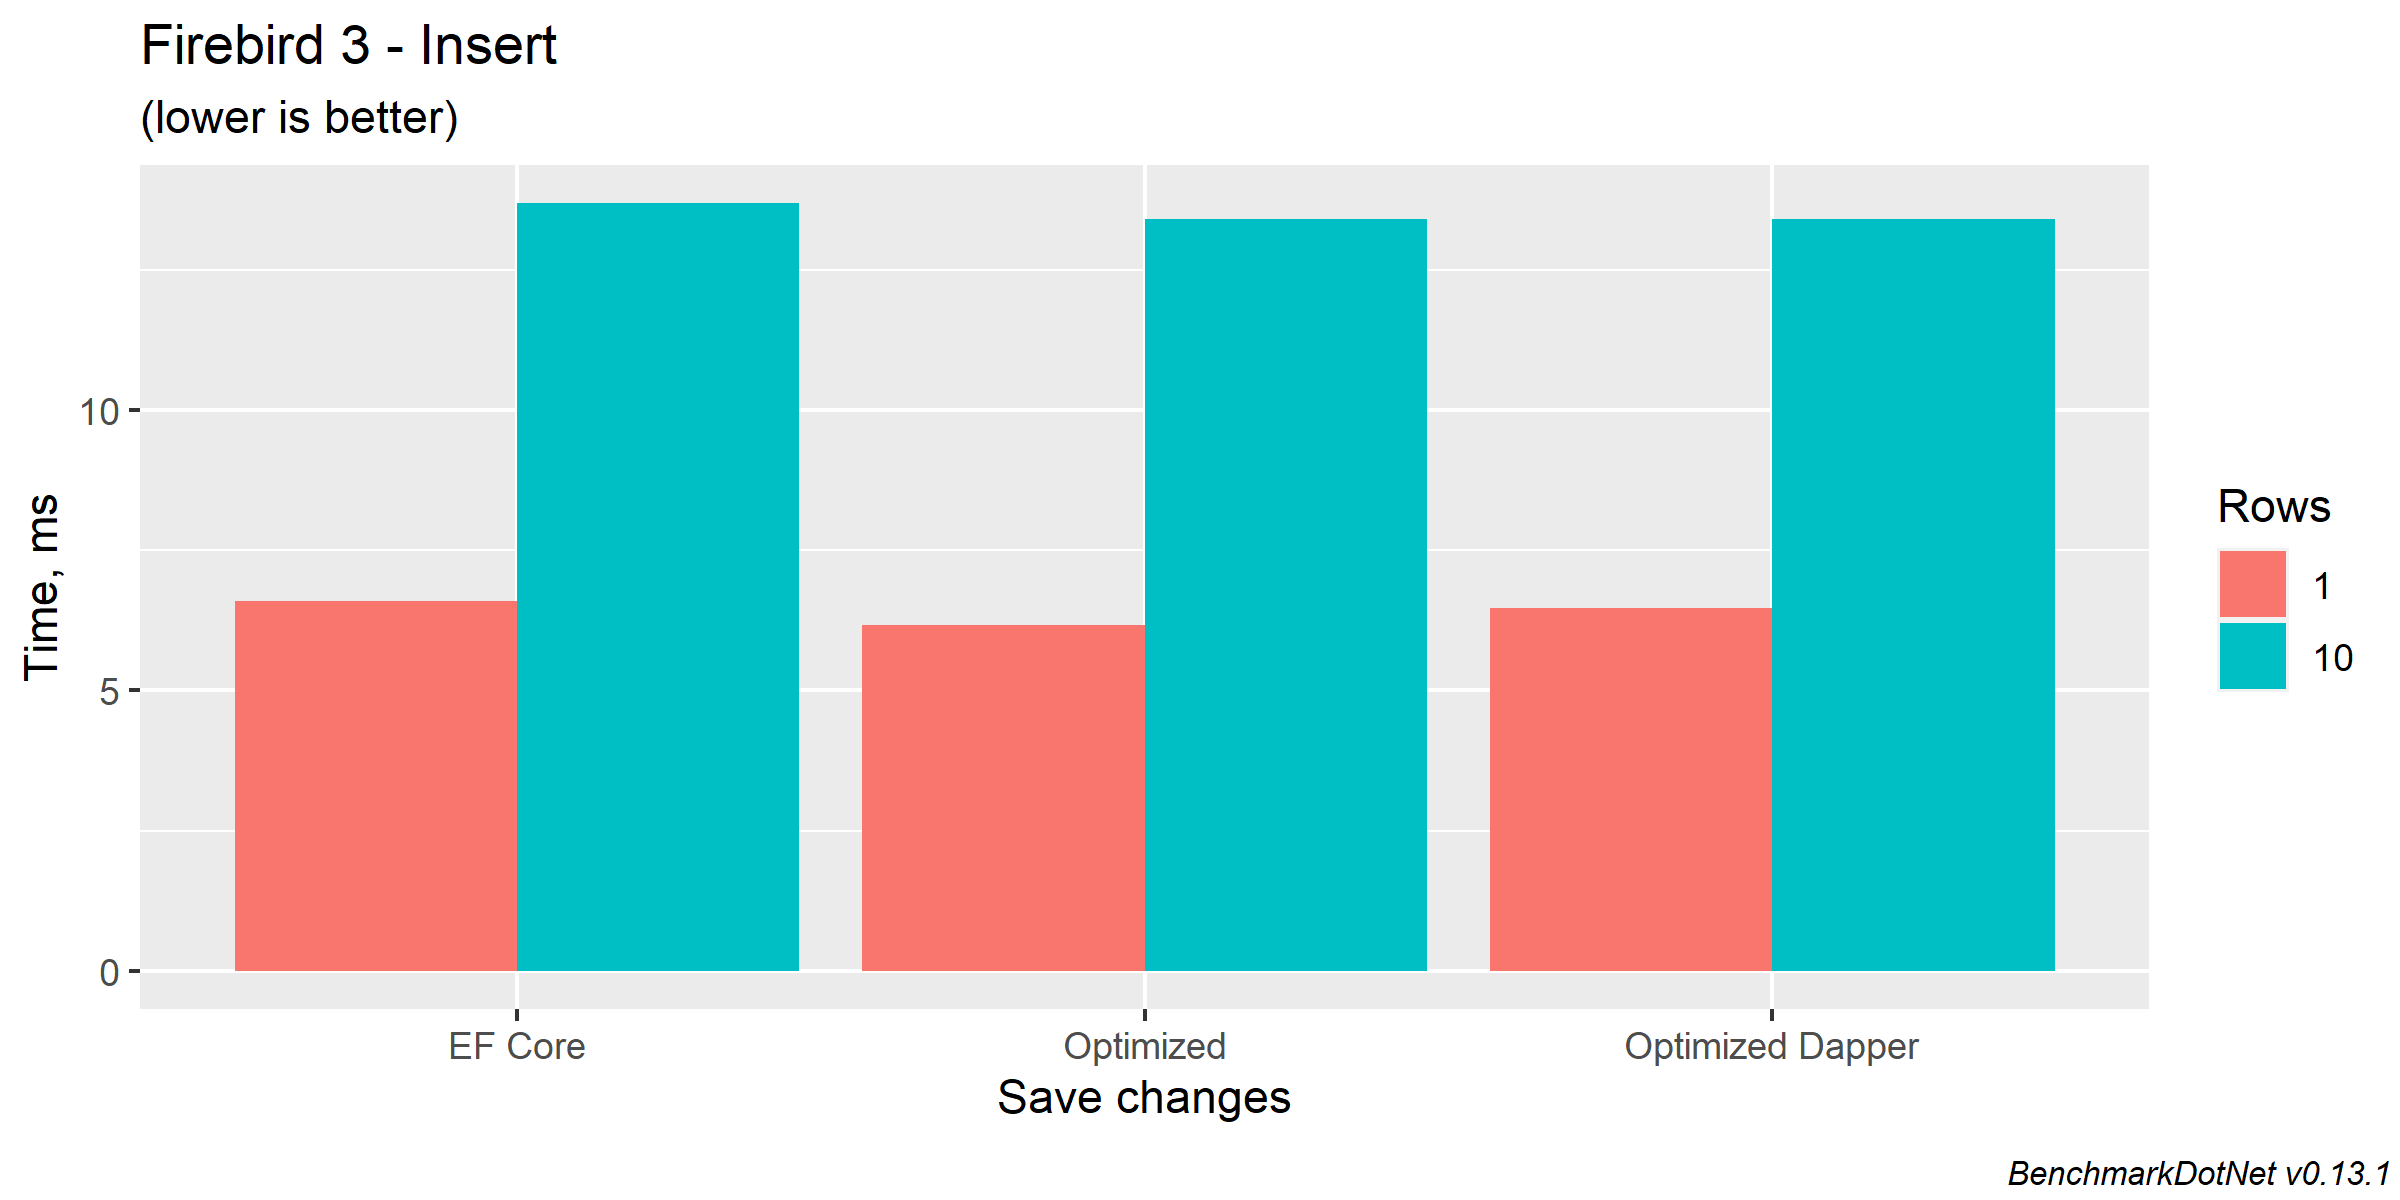 Firebird 3 - Insert
(lower is better)
Time, ms
10
5
0
EF Core
Optimized
Optimized Dapper
Save changes
Rows
1
10
BenchmarkDotNet v0.13.1